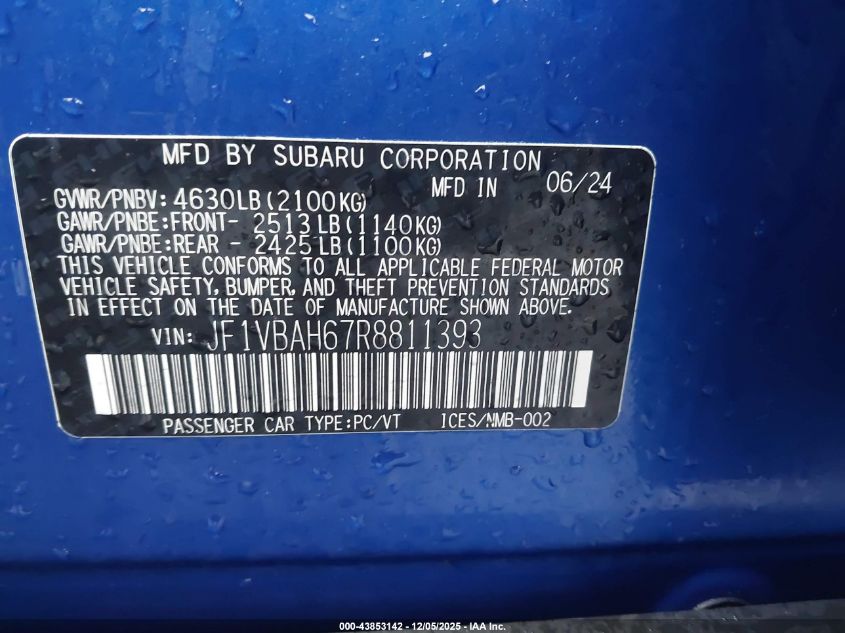 MFD BY SUBARU CORPORATION
GVWR/PNBV: 4630LB(2100KG) MFD IN 06/24
GAWR/PNBE:FRONT- 2513LB(1140KG)
GAWR/PNBE:REAR - 2425LB(1100KG)
THIS VEHICLE CONFORMS TO ALL APPLICABLE FEDERAL MOTOR
VEHICLE SAFETY, BUMPER, AND THEFT PREVENTION STANDARDS
IN EFFECT ON THE DATE OF MANUFACTURE SHOWN ABOVE.
VIN: JF1VBAH67R8811393
PASSENGER CAR TYPE:PC/VT ICES/NMB-002
000-43853142 - 12/05/2025 - IAA Inc.